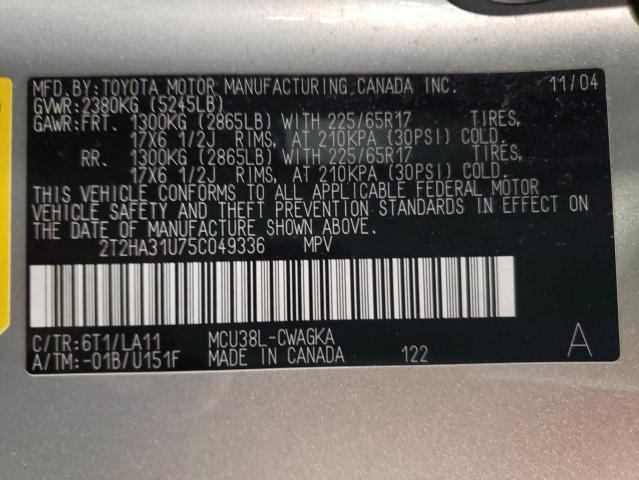 MFD.BY:TOYOTA MOTOR MANUFACTURING CANADA INC. 11/04
GVWR:2380KG (5245LB)
GAWR:FRT. 1300KG (2865LB) WITH 225/65R17 TIRES,
17X6 1/2J RIMS, AT 210KPA (30PSI) COLD.
RR. 1300KG (2865LB) WITH 225/65R17 TIRES,
17X6 1/2J RIMS, AT 210KPA (30PSI) COLD.
THIS VEHICLE CONFORMS TO ALL APPLICABLE FEDERAL MOTOR
VEHICLE SAFETY AND THEFT PREVENTION STANDARDS IN EFFECT ON
THE DATE OF MANUFACTURE SHOWN ABOVE.
2T2HA31U75C049336 MPV
C/TR:6T1/LA11 MCU38L-CWAGKA
A/TM:-01B/U151F MADE IN CANADA 122 A